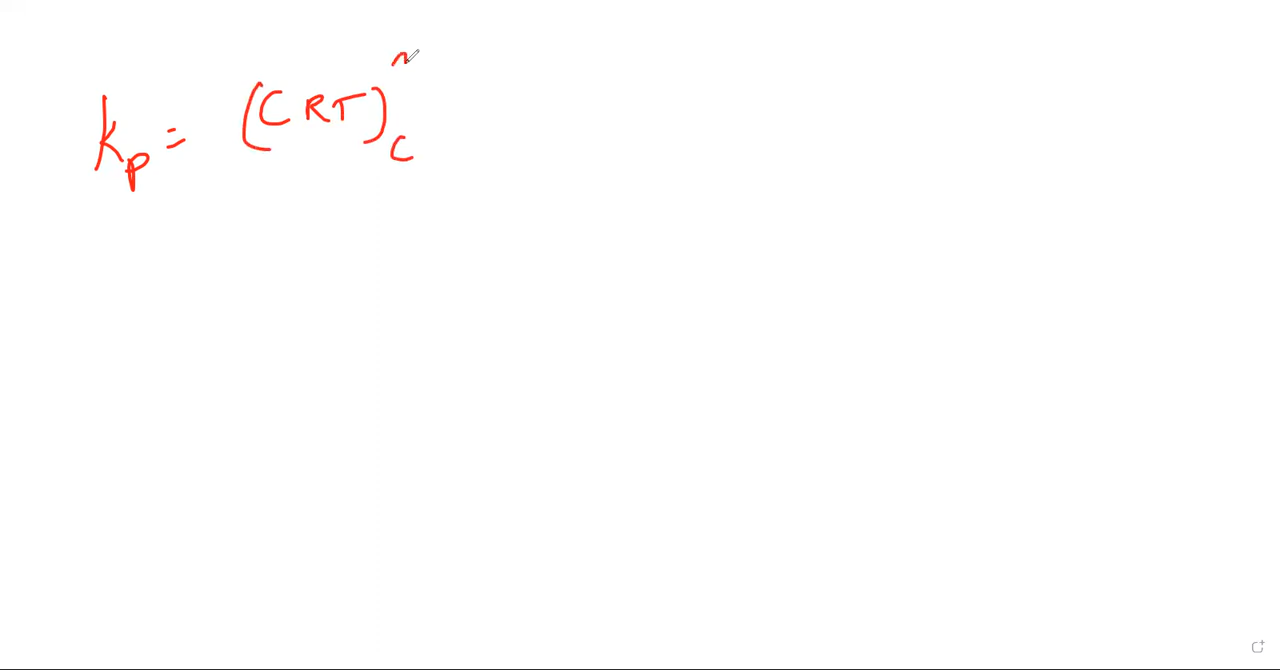 Kp = (CRT)c^n